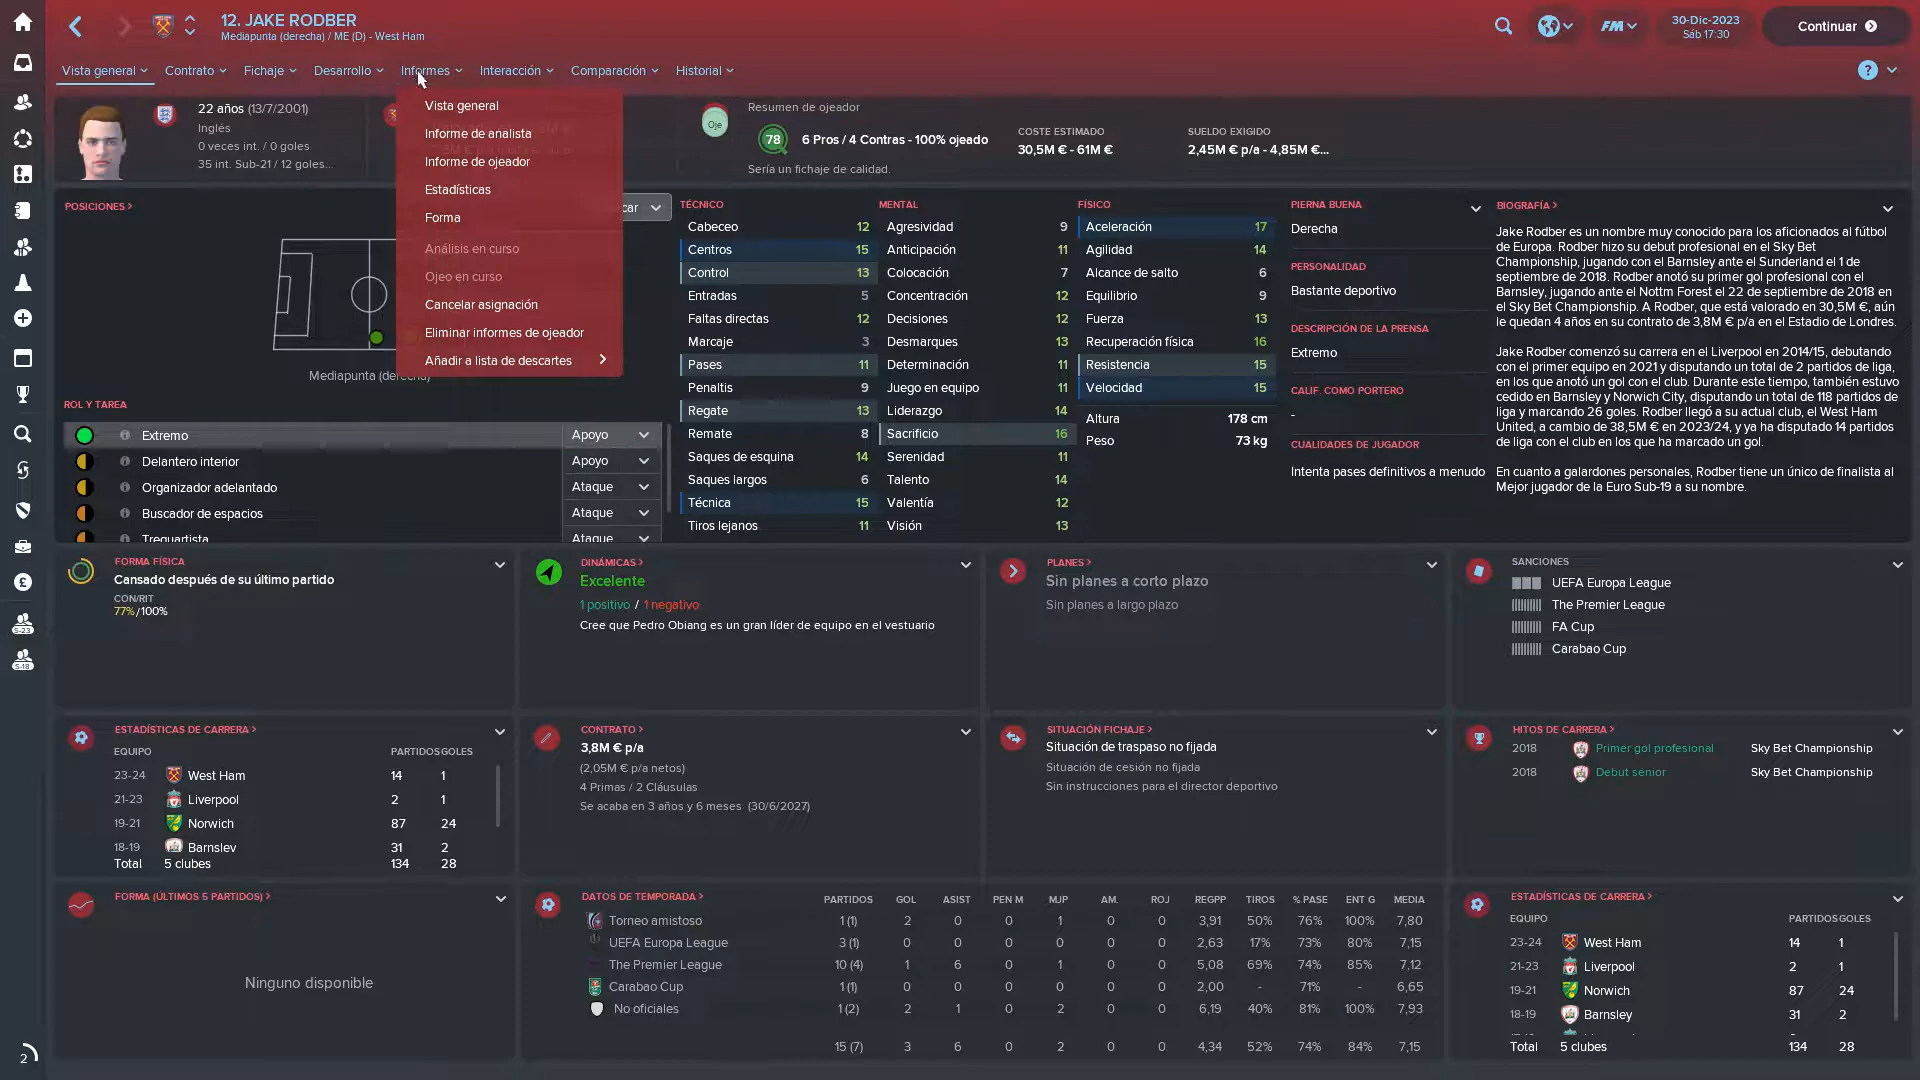 12. JAKE RODBER
Mediapunta (derecha) / ME (D) - West Ham
FM
30-Dic-2023
Sáb 17:30
Continuar
Vista general
Contrato
Fichaje
Desarrollo
Informes
Interacción
Comparación
Historial
?
Vista general
Informe de analista
Informe de ojeador
Estadísticas
Forma
Análisis en curso
Ojeo en curso
Cancelar asignación
Eliminar informes de ojeador
Añadir a lista de descartes
22 años (13/7/2001)
Inglés
0 veces int. / 0 goles
35 int. Sub-21 / 12 goles...
Oje
Resumen de ojeador
78
6 Pros / 4 Contras - 100% ojeado
Sería un fichaje de calidad.
COSTE ESTIMADO
30,5M € - 61M €
SUELDO EXIGIDO
2,45M € p/a - 4,85M €...
POSICIONES >
car
Mediapunta (derecha)
ROL Y TAREA
Extremo Apoyo
Delantero interior Apoyo
Organizador adelantado Ataque
Buscador de espacios Ataque
Trequartista Ataque
TÉCNICO
Cabeceo 12
Centros 15
Control 13
Entradas 5
Faltas directas 12
Marcaje 3
Pases 11
Penaltis 9
Regate 13
Remate 8
Saques de esquina 14
Saques largos 6
Técnica 15
Tiros lejanos 11
MENTAL
Agresividad 9
Anticipación 11
Colocación 7
Concentración 12
Decisiones 12
Desmarques 13
Determinación 11
Juego en equipo 11
Liderazgo 14
Sacrificio 16
Serenidad 11
Talento 14
Valentía 12
Visión 13
FÍSICO
Aceleración 17
Agilidad 14
Alcance de salto 6
Equilibrio 9
Fuerza 13
Recuperación física 16
Resistencia 15
Velocidad 15
Altura 178 cm
Peso 73 kg
PIERNA BUENA
Derecha
PERSONALIDAD
Bastante deportivo
DESCRIPCIÓN DE LA PRENSA
Extremo
CALIF. COMO PORTERO
-
CUALIDADES DE JUGADOR
Intenta pases definitivos a menudo
BIOGRAFÍA >
Jake Rodber es un nombre muy conocido para los aficionados al fútbol
de Europa. Rodber hizo su debut profesional en el Sky Bet
Championship, jugando con el Barnsley ante el Sunderland el 1 de
septiembre de 2018. Rodber anotó su primer gol profesional con el
Barnsley, jugando ante el Nottm Forest el 22 de septiembre de 2018 en
el Sky Bet Championship. A Rodber, que está valorado en 30,5M €, aún
le quedan 4 años en su contrato de 3,8M € p/a en el Estadio de Londres.
Jake Rodber comenzó su carrera en el Liverpool en 2014/15, debutando
con el primer equipo en 2021 y disputando un total de 2 partidos de liga,
en los que anotó un gol con el club. Durante este tiempo, también estuvo
cedido en Barnsley y Norwich City, disputando un total de 118 partidos de
liga y marcando 26 goles. Rodber llegó a su actual club, el West Ham
United, a cambio de 38,5M € en 2023/24, y ya ha disputado 14 partidos
de liga con el club en los que ha marcado un gol.
En cuanto a galardones personales, Rodber tiene un único de finalista al
Mejor jugador de la Euro Sub-19 a su nombre.
FORMA FÍSICA
Cansado después de su último partido
CON/RIT
77%/100%
DINÁMICAS >
Excelente
1 positivo / 1 negativo
Cree que Pedro Obiang es un gran líder de equipo en el vestuario
PLANES >
Sin planes a corto plazo
Sin planes a largo plazo
SANCIONES
UEFA Europa League
The Premier League
FA Cup
Carabao Cup
S-23
S-18
ESTADÍSTICAS DE CARRERA >
EQUIPO PARTIDOS GOLES
23-24 West Ham 14 1
21-23 Liverpool 2 1
19-21 Norwich 87 24
18-19 Barnsley 31 2
Total 5 clubes 134 28
CONTRATO >
3,8M € p/a
(2,05M € p/a netos)
4 Primas / 2 Cláusulas
Se acaba en 3 años y 6 meses (30/6/2027)
SITUACIÓN FICHAJE >
Situación de traspaso no fijada
Situación de cesión no fijada
Sin instrucciones para el director deportivo
HITOS DE CARRERA >
2018 Primer gol profesional Sky Bet Championship
2018 Debut sénior Sky Bet Championship
FORMA (ÚLTIMOS 5 PARTIDOS) >
Ninguno disponible
DATOS DE TEMPORADA > PARTIDOS GOL ASIST PEN M MJP AM. ROJ REGPP TIROS % PASE ENT G MEDIA
Torneo amistoso 1 (1) 2 0 0 1 0 0 3,91 50% 76% 100% 7,80
UEFA Europa League 3 (1) 0 0 0 0 0 0 2,63 17% 73% 80% 7,15
The Premier League 10 (4) 1 6 0 1 0 0 5,08 69% 74% 85% 7,12
Carabao Cup 1 (1) 0 0 0 0 0 0 2,00 - 71% - 6,65
No oficiales 1 (2) 2 1 0 2 0 0 6,19 40% 81% 100% 7,93
15 (7) 3 6 0 2 0 0 4,34 52% 74% 84% 7,15
ESTADÍSTICAS DE CARRERA >
EQUIPO PARTIDOS GOLES
23-24 West Ham 14 1
21-23 Liverpool 2 1
19-21 Norwich 87 24
18-19 Barnsley 31 2
Total 5 clubes 134 28
2